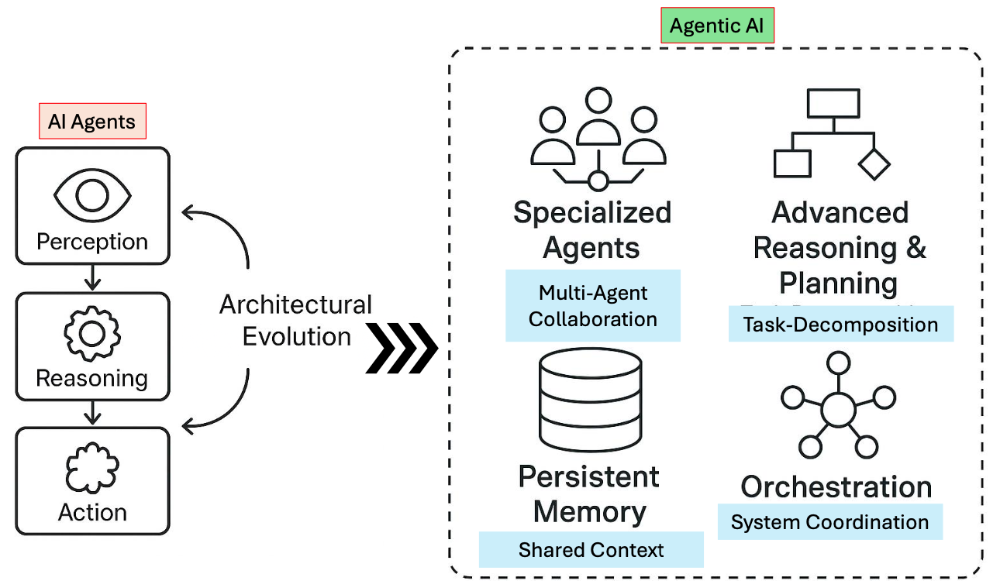 AI Agents
Perception
Reasoning
Action
Architectural
Evolution
Agentic AI
Specialized
Agents
Multi-Agent
Collaboration
Advanced
Reasoning &
Planning
Task-Decomposition
Persistent
Memory
Shared Context
Orchestration
System Coordination